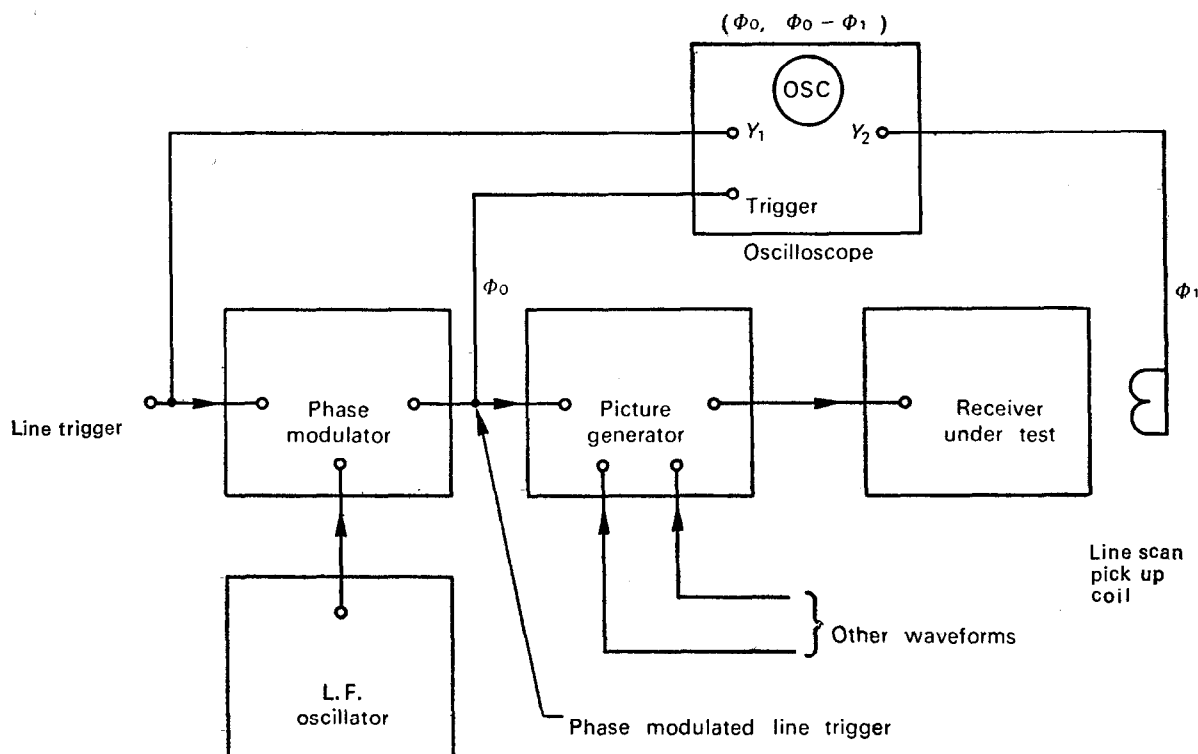 (Φ₀, Φ₀ – Φ₁)
OSC
Y₁
Y₂
Trigger
Oscilloscope
Φ₀
Φ₁
Line trigger
Phase
modulator
Picture
generator
Receiver
under test
Line scan
pick up
coil
Other waveforms
L.F.
oscillator
Phase modulated line trigger